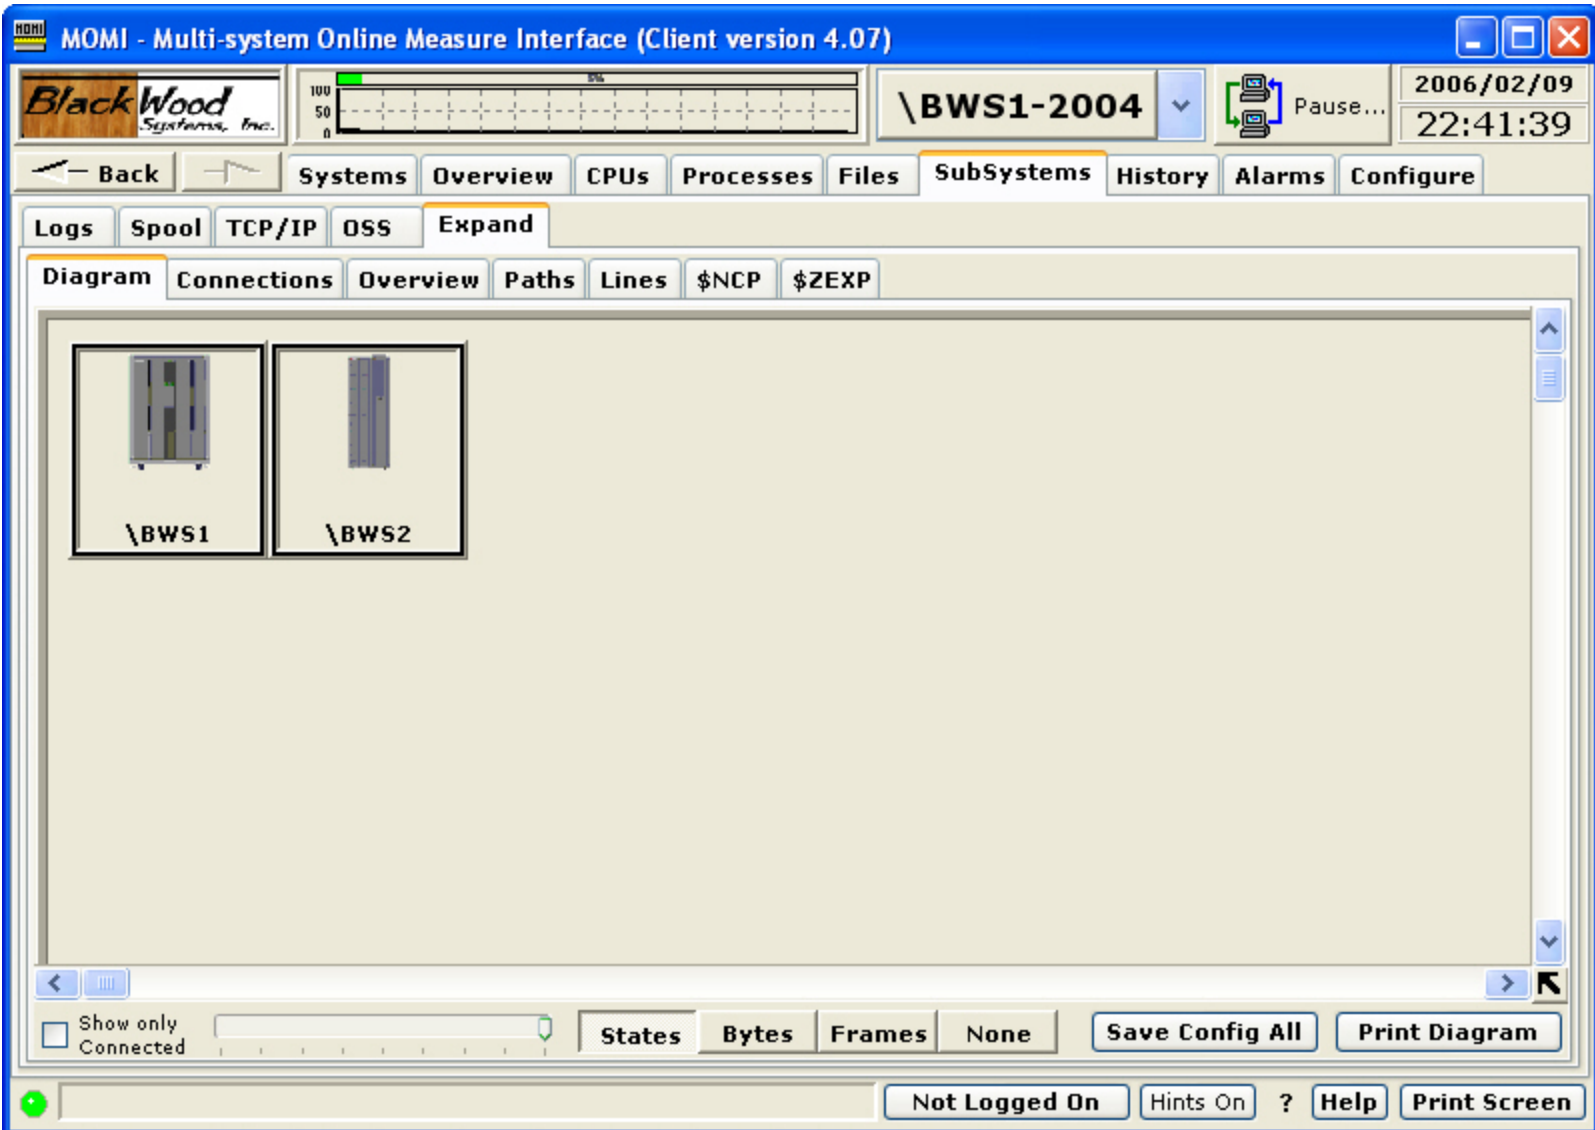 MOMI
MOMI - Multi-system Online Measure Interface (Client version 4.07)
BlackWood
Systems, Inc.
100
50
0
5%
\BWS1-2004
Pause...
2006/02/09
22:41:39
Back
Systems
Overview
CPUs
Processes
Files
SubSystems
History
Alarms
Configure
Logs
Spool
TCP/IP
OSS
Expand
Diagram
Connections
Overview
Paths
Lines
$NCP
$ZEXP
\BWS1
\BWS2
Show only
Connected
States
Bytes
Frames
None
Save Config All
Print Diagram
Not Logged On
Hints On
?
Help
Print Screen